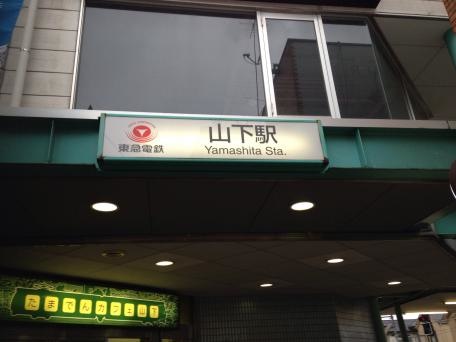 山下駅
Yamashita Sta.
東急電鉄
たまでんカフェ山下